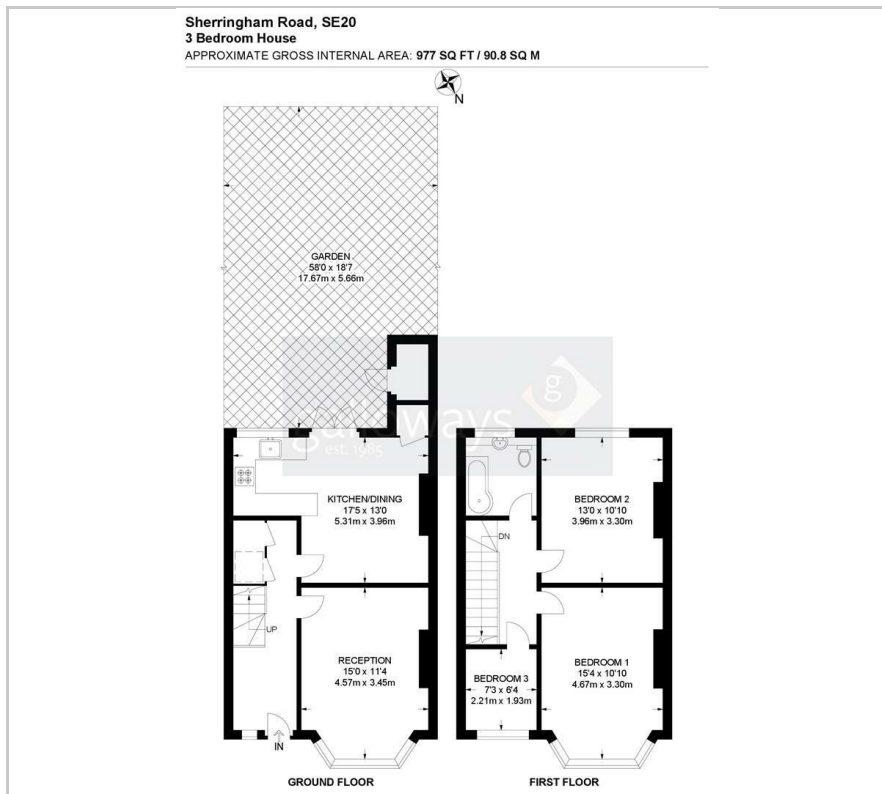 Sherringham Road, SE20
3 Bedroom House
APPROXIMATE GROSS INTERNAL AREA: 977 SQ FT / 90.8 SQ M
N
GARDEN
58'0 x 18'7
17.67m x 5.66m
g
gateways
est. 1985
KITCHEN/DINING
17'5 x 13'0
5.31m x 3.96m
UP
RECEPTION
15'0 x 11'4
4.57m x 3.45m
IN
GROUND FLOOR
BEDROOM 2
13'0 x 10'10
3.96m x 3.30m
DN
BEDROOM 3
7'3 x 6'4
2.21m x 1.93m
BEDROOM 1
15'4 x 10'10
4.67m x 3.30m
FIRST FLOOR